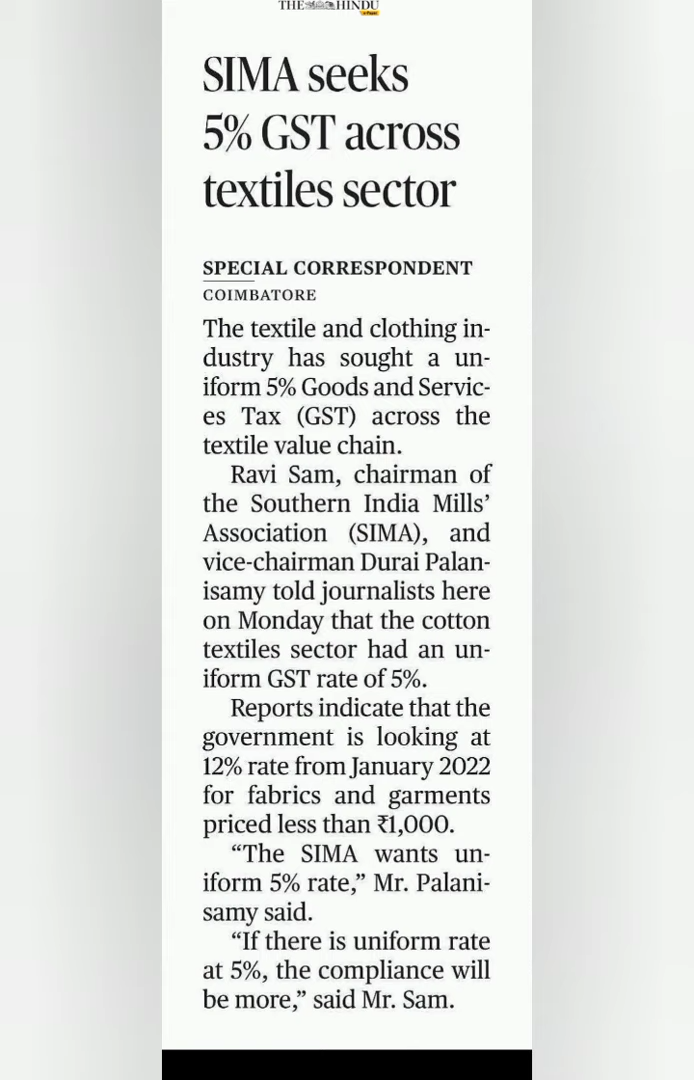 THE HINDU
e-Paper
SIMA seeks
5% GST across
textiles sector
SPECIAL CORRESPONDENT
COIMBATORE
The textile and clothing in-
dustry has sought a un-
iform 5% Goods and Servic-
es Tax (GST) across the
textile value chain.
Ravi Sam, chairman of
the Southern India Mills’
Association (SIMA), and
vice-chairman Durai Palan-
isamy told journalists here
on Monday that the cotton
textiles sector had an un-
iform GST rate of 5%.
Reports indicate that the
government is looking at
12% rate from January 2022
for fabrics and garments
priced less than ₹1,000.
“The SIMA wants un-
iform 5% rate,” Mr. Palani-
samy said.
“If there is uniform rate
at 5%, the compliance will
be more,” said Mr. Sam.